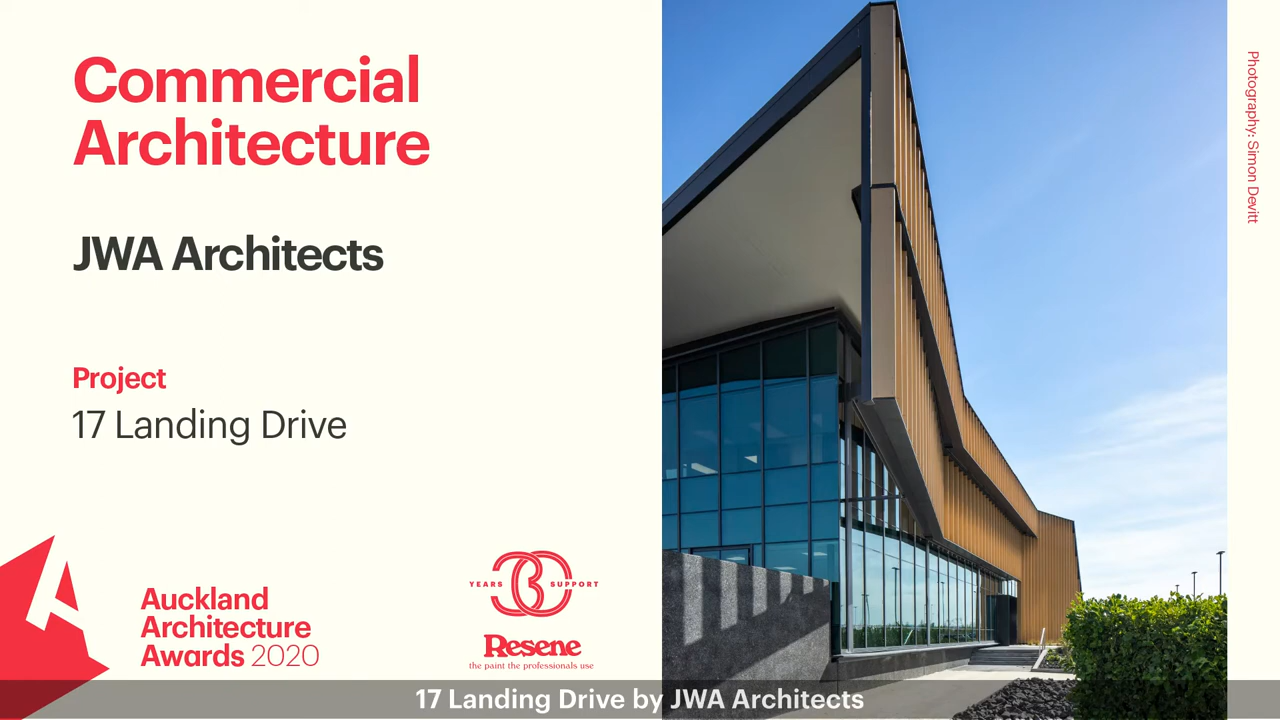 Commercial
Architecture
JWA Architects
Project
17 Landing Drive
Auckland
Architecture
Awards 2020
YEARS 30 SUPPORT
Resene
the paint the professionals use
Photography: Simon Devitt
17 Landing Drive by JWA Architects